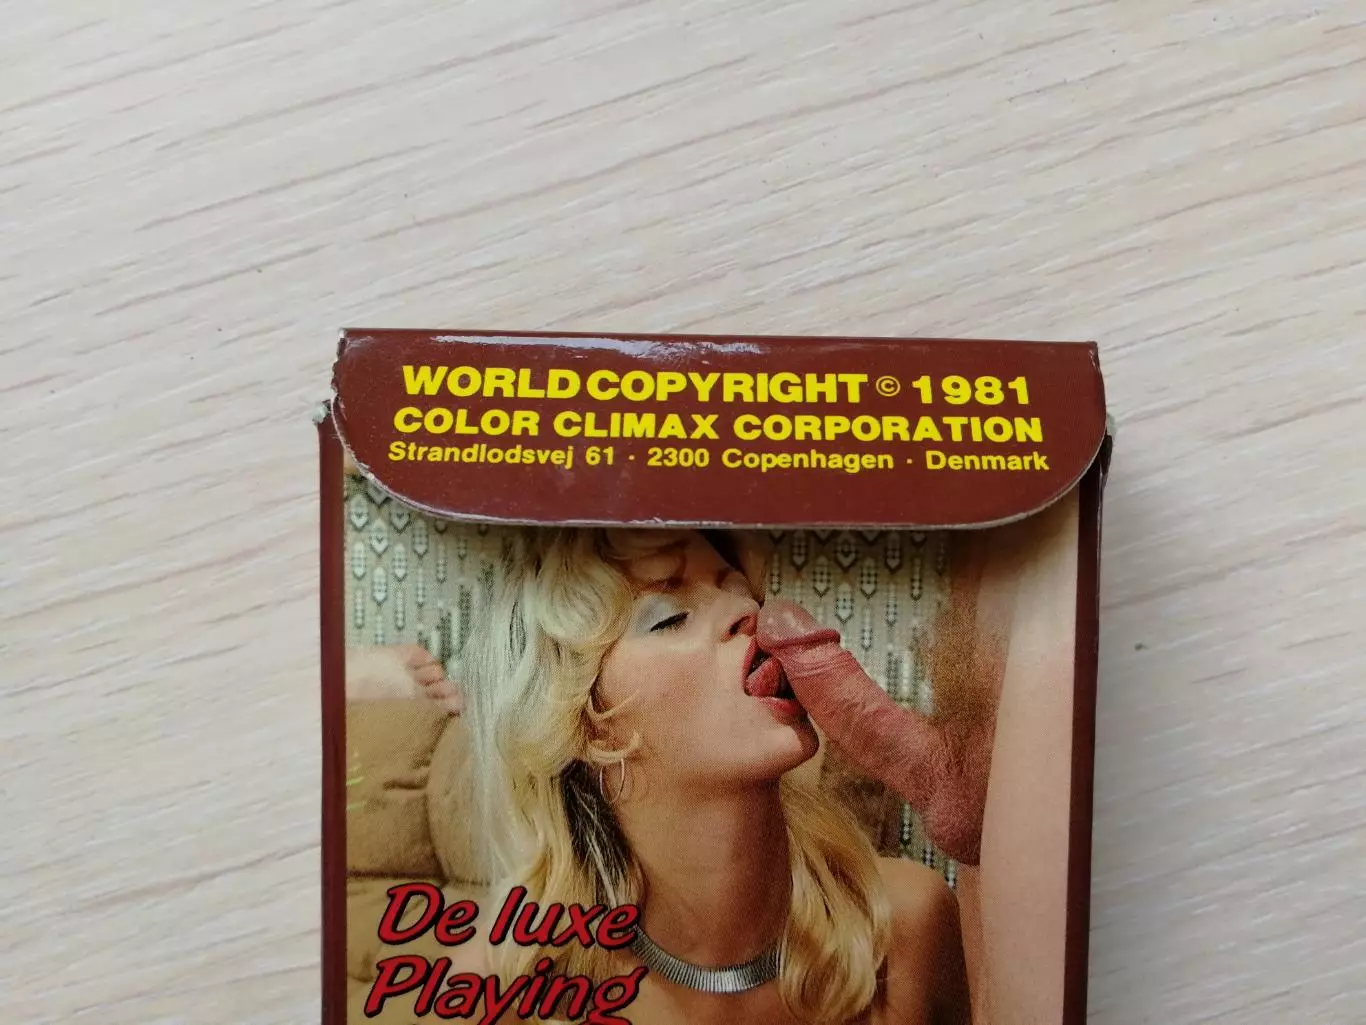 WORLD COPYRIGHT © 1981
COLOR CLIMAX CORPORATION
Strandlodsvej 61 · 2300 Copenhagen · Denmark
De luxe
Playing